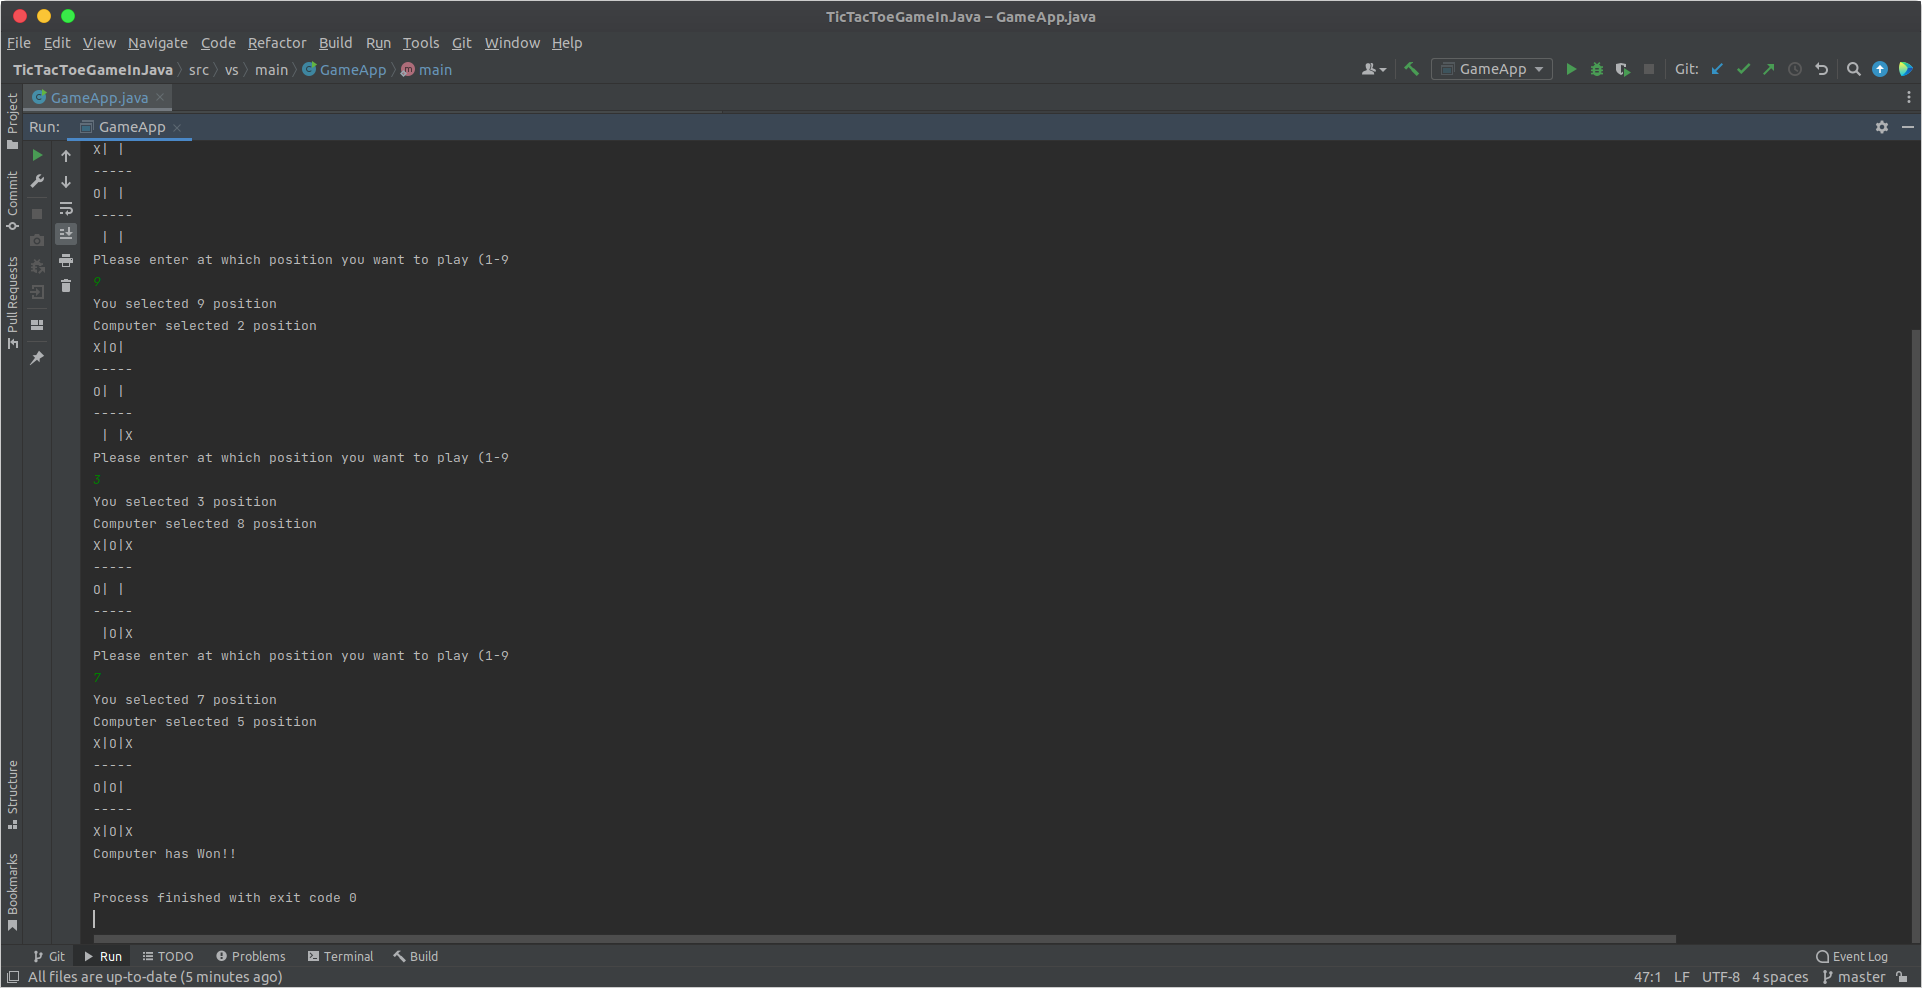 TicTacToeGameInJava – GameApp.java
File Edit View Navigate Code Refactor Build Run Tools Git Window Help
TicTacToeGameInJava src vs main GameApp main GameApp Git:
GameApp.java
Run: GameApp
Project
Commit
Pull Requests
Structure
Bookmarks
X| |
-----
O| |
-----
 | |
Please enter at which position you want to play (1-9
9
You selected 9 position
Computer selected 2 position
X|O|
-----
O| |
-----
 | |X
Please enter at which position you want to play (1-9
3
You selected 3 position
Computer selected 8 position
X|O|X
-----
O| |
-----
 |O|X
Please enter at which position you want to play (1-9
7
You selected 7 position
Computer selected 5 position
X|O|X
-----
O|O|
-----
X|O|X
Computer has Won!!
Process finished with exit code 0
Git Run TODO Problems Terminal Build Event Log
All files are up-to-date (5 minutes ago) 47:1 LF UTF-8 4 spaces master